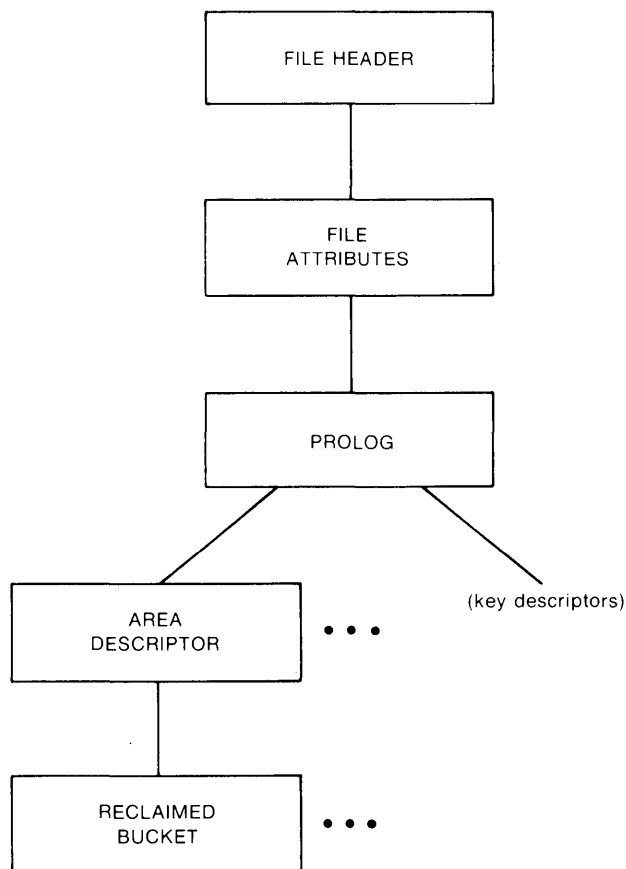 FILE HEADER
FILE
ATTRIBUTES
PROLOG
(key descriptors)
AREA
DESCRIPTOR
RECLAIMED
BUCKET